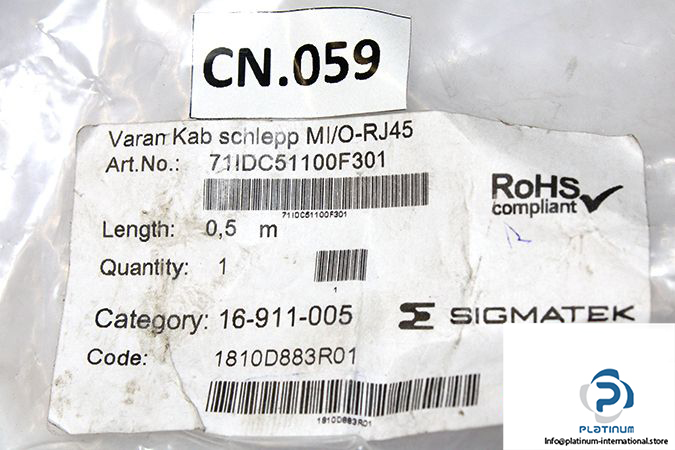 CN.059
Varan Kab schlepp MI/O-RJ45
Art.No.: 71IDC51100F301
71IDC51100F301
RoHS
compliant
Length: 0,5 m
Quantity: 1
1
Category: 16-911-005
SIGMATEK
Code: 1810D883R01
1810D883R01
PLATINUM
Info@platinum-international.store